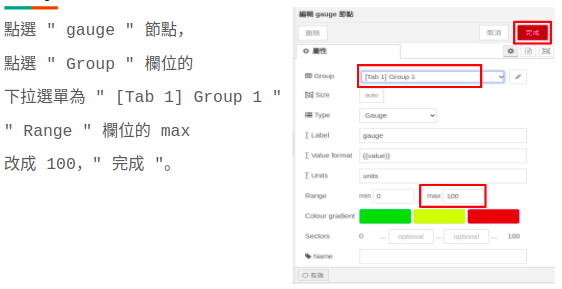 點選 " gauge " 節點，
點選 " Group " 欄位的
下拉選單為 " [Tab 1] Group 1 "
" Range " 欄位的 max
改成 100，" 完成 "。
編輯 gauge 節點
刪除
取消
完成
屬性
Group
[Tab 1] Group 1
Size
auto
Type
Gauge
Label
gauge
Value format
{{value}}
Units
units
Range
min 0
max 100
Colour gradient
Sectors
0 ... optional ... optional ... 100
Name
有效